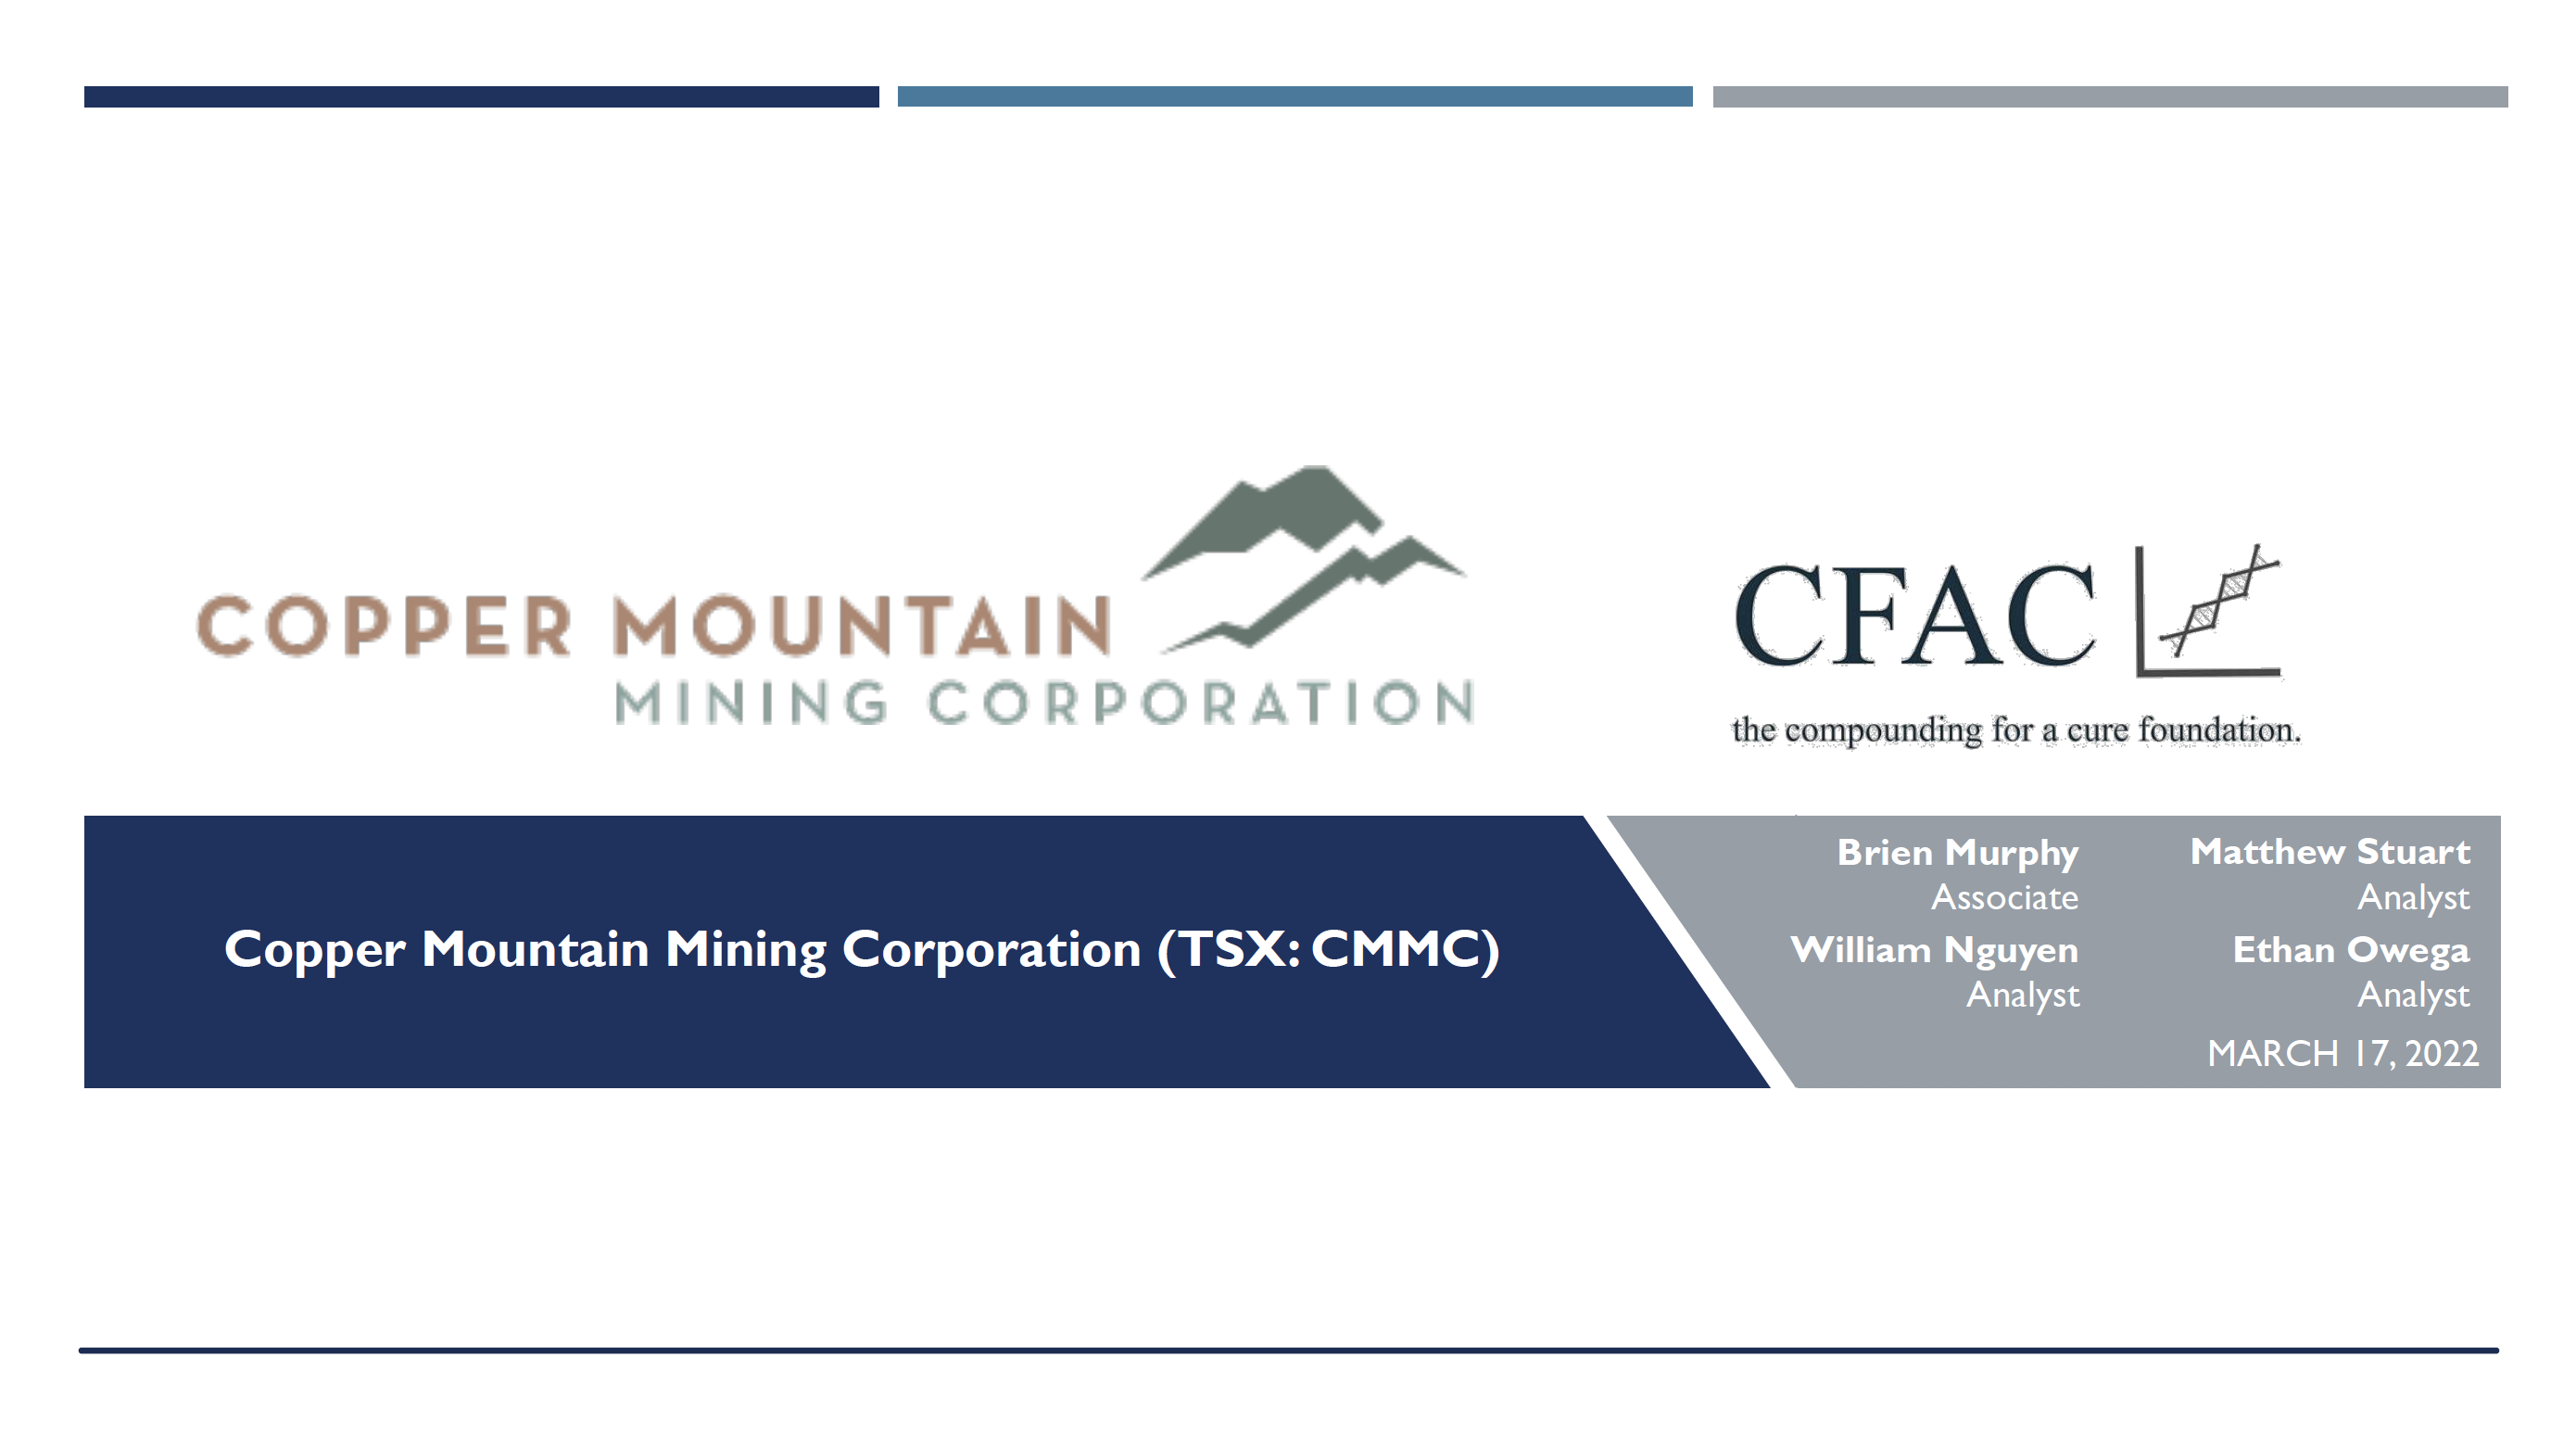 COPPER MOUNTAIN
MINING CORPORATION
CFAC
the compounding for a cure foundation.
Copper Mountain Mining Corporation (TSX: CMMC)
Brien Murphy
Associate
William Nguyen
Analyst
Matthew Stuart
Analyst
Ethan Owega
Analyst
MARCH 17, 2022